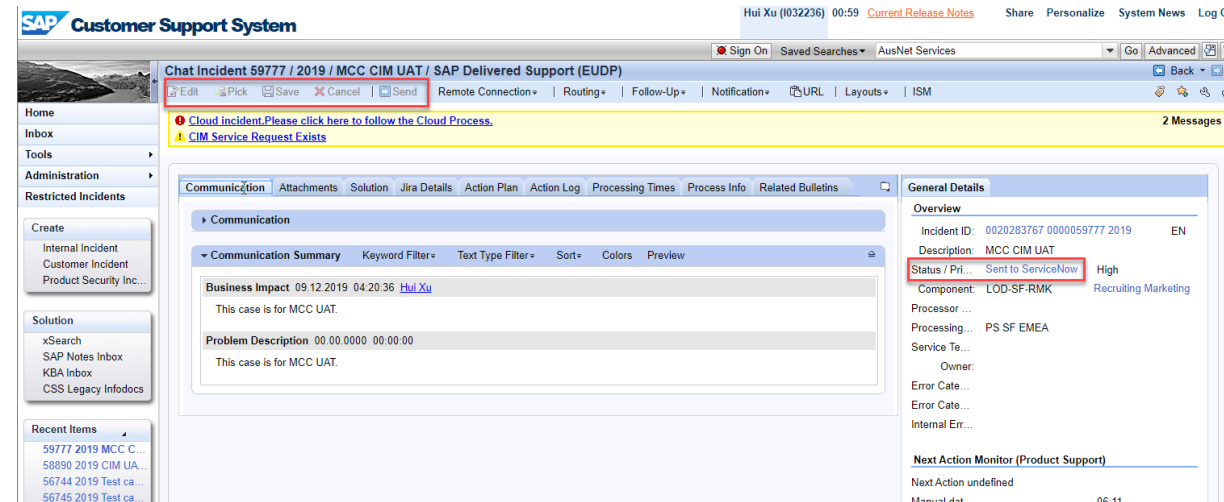 Hui Xu (I032236) 00:59 Current Release Notes Share Personalize System News Log
SAP Customer Support System
Sign On Saved Searches AusNet Services Go Advanced
Chat Incident 59777 / 2019 / MCC CIM UAT / SAP Delivered Support (EUDP) Back
Edit Pick Save Cancel | Send Remote Connection | Routing | Follow-Up | Notification URL | Layouts | ISM
Home
Inbox
Tools
Administration
Restricted Incidents
Cloud incident.Please click here to follow the Cloud Process. 2 Messages
CIM Service Request Exists
Create
Internal Incident
Customer Incident
Product Security Inc...
Solution
xSearch
SAP Notes Inbox
KBA Inbox
CSS Legacy Infodocs
Recent Items
59777 2019 MCC C...
58890 2019 CIM UA...
56744 2019 Test ca...
56745 2019 Test ca...
Communication Attachments Solution Jira Details Action Plan Action Log Processing Times Process Info Related Bulletins
Communication
Communication Summary Keyword Filter Text Type Filter Sort Colors Preview
Business Impact 09.12.2019 04:20:36 Hui Xu
This case is for MCC UAT.
Problem Description 00.00.0000 00:00:00
This case is for MCC UAT.
General Details
Overview
Incident ID: 0020283767 0000059777 2019 EN
Description: MCC CIM UAT
Status / Pri... Sent to ServiceNow High
Component: LOD-SF-RMK Recruiting Marketing
Processor ...
Processing... PS SF EMEA
Service Te...
Owner:
Error Cate...
Error Cate...
Internal Err...
Next Action Monitor (Product Support)
Next Action undefined
Manual dat 06:11